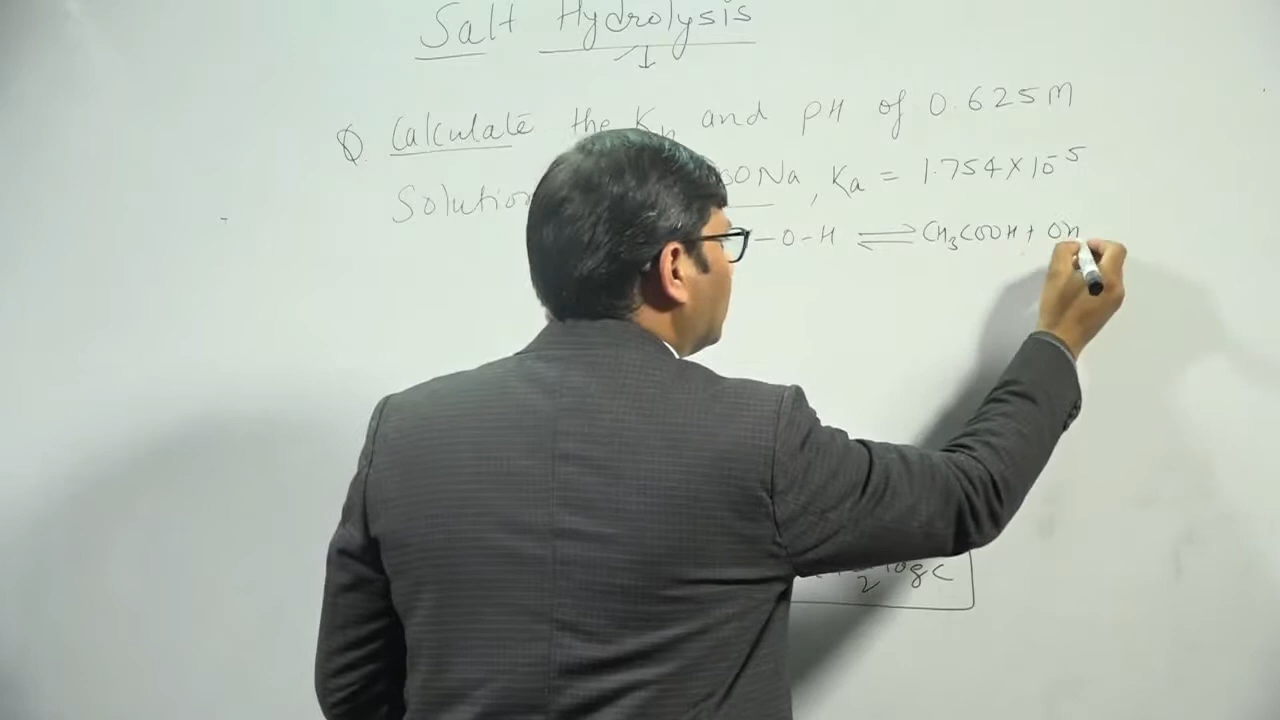 Salt Hydrolysis
Q. Calculate the Kh and PH of 0.625M
Solution OONa, Ka = 1.754 X 10^5
- O - H ⇌ CH3COOH + OH
2 log c